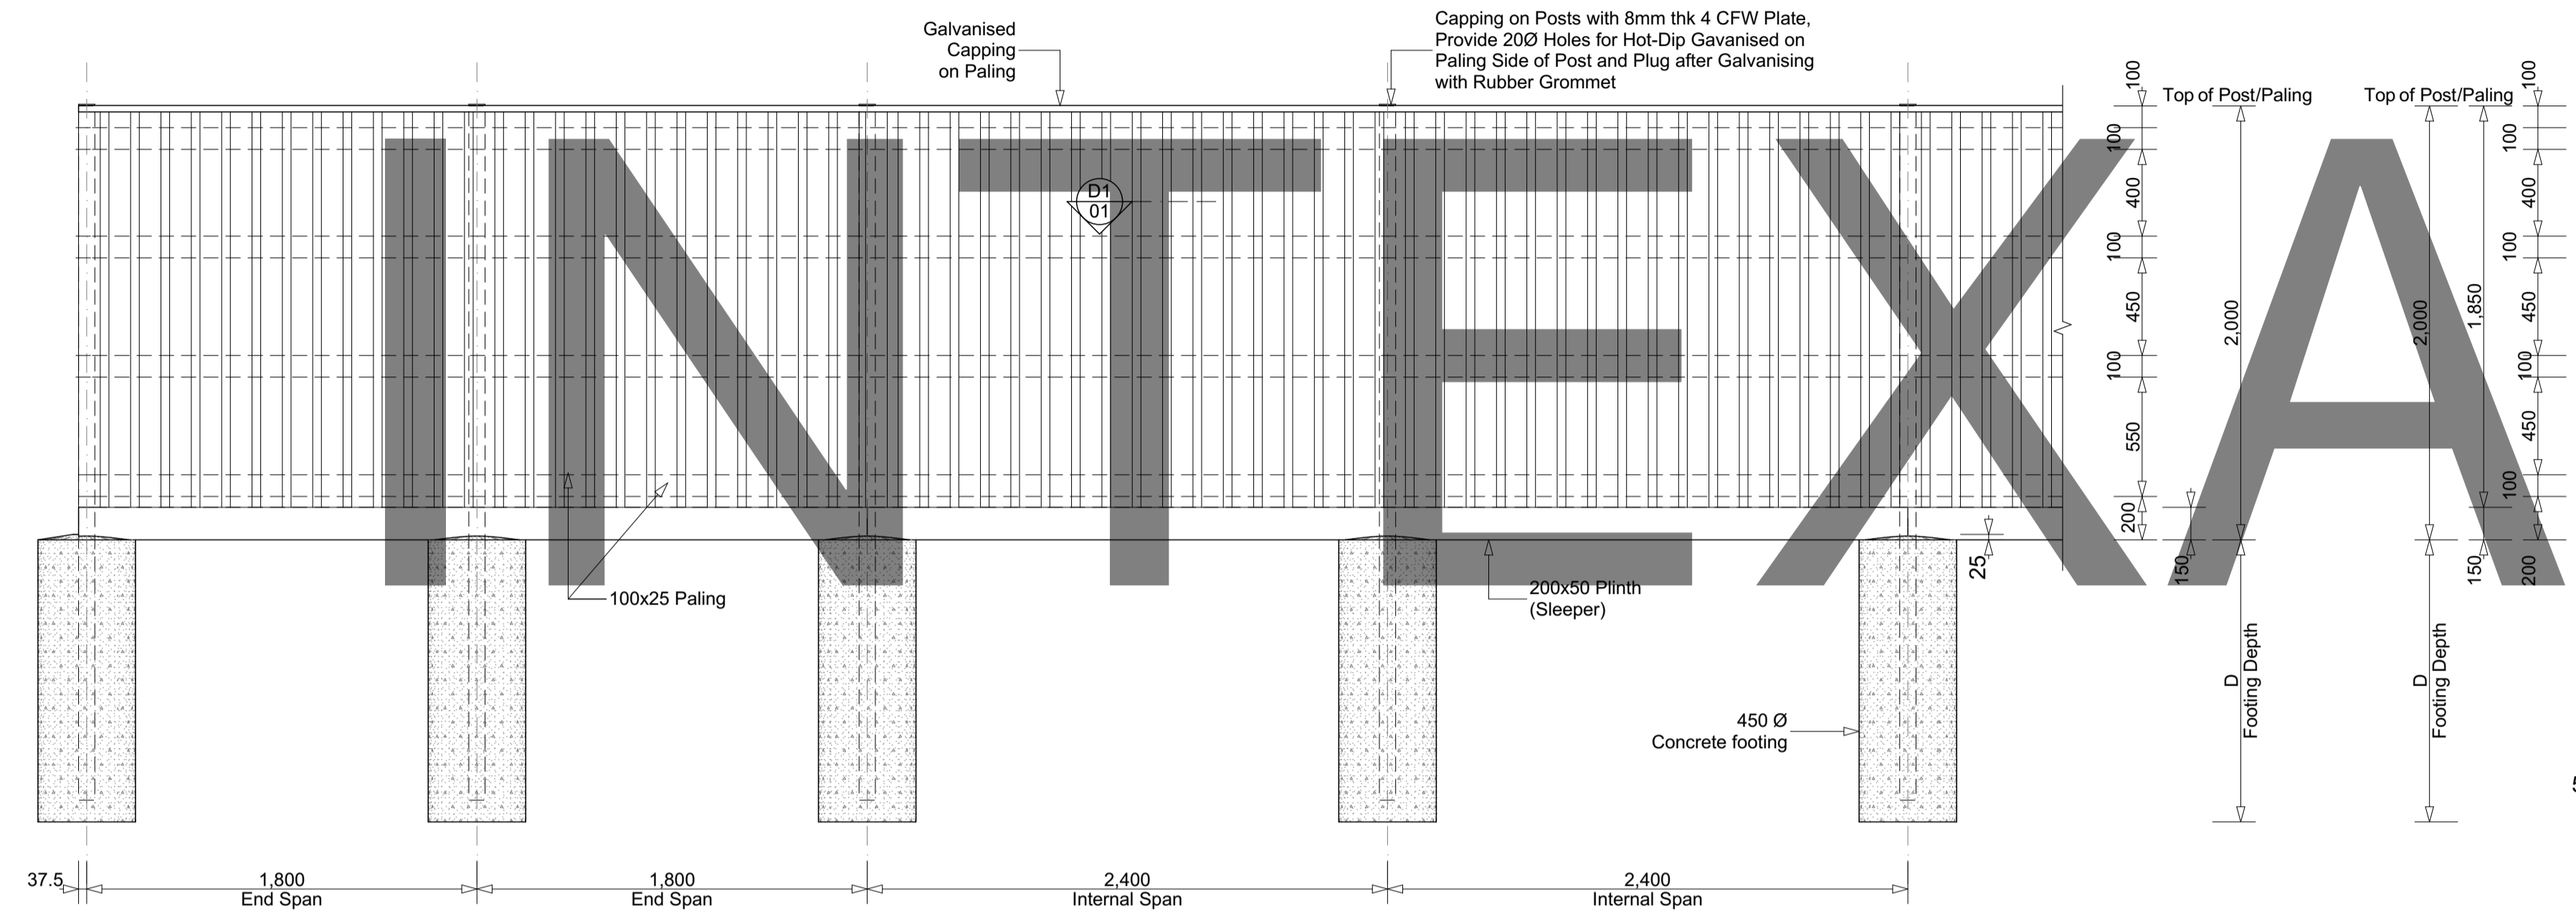 Galvanised
Capping
on Paling
Capping on Posts with 8mm thk 4 CFW Plate,
Provide 20Ø Holes for Hot-Dip Gavanised on
Paling Side of Post and Plug after Galvanising
with Rubber Grommet
Top of Post/Paling
Top of Post/Paling
100
100
400
100
450
100
550
200
150
2,000
2,000
1,850
150
100
100
400
100
450
100
450
100
200
D1
01
INTEXA
25
100x25 Paling
200x50 Plinth
(Sleeper)
450 Ø
Concrete footing
D
Footing Depth
D
Footing Depth
37.5
1,800
End Span
1,800
End Span
2,400
Internal Span
2,400
Internal Span